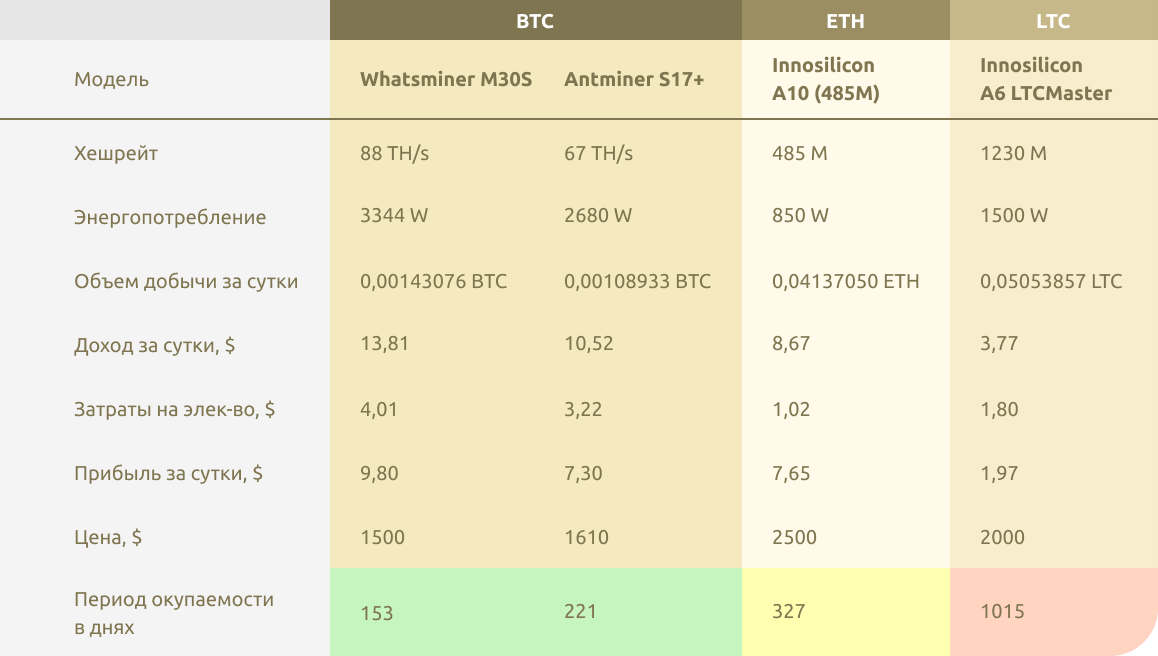 BTC ETH LTC
Модель Whatsminer M30S Antminer S17+ Innosilicon A10 (485M) Innosilicon A6 LTCMaster
Хешрейт 88 TH/s 67 TH/s 485 M 1230 M
Энергопотребление 3344 W 2680 W 850 W 1500 W
Объем добычи за сутки 0,00143076 BTC 0,00108933 BTC 0,04137050 ETH 0,05053857 LTC
Доход за сутки, $ 13,81 10,52 8,67 3,77
Затраты на элек-во, $ 4,01 3,22 1,02 1,80
Прибыль за сутки, $ 9,80 7,30 7,65 1,97
Цена, $ 1500 1610 2500 2000
Период окупаемости
в днях 153 221 327 1015